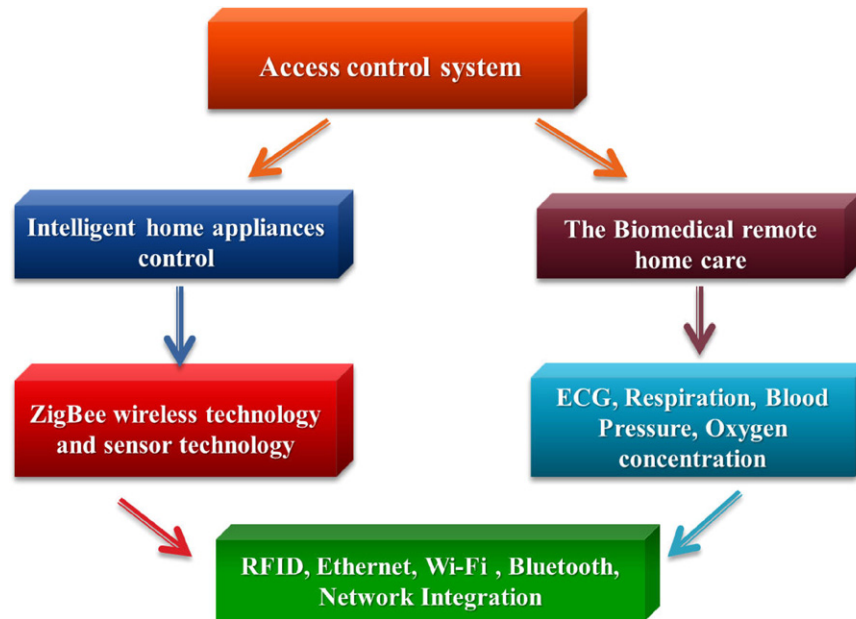 Access control system
Intelligent home appliances
control
The Biomedical remote
home care
ZigBee wireless technology
and sensor technology
ECG, Respiration, Blood
Pressure, Oxygen
concentration
RFID, Ethernet, Wi-Fi , Bluetooth,
Network Integration